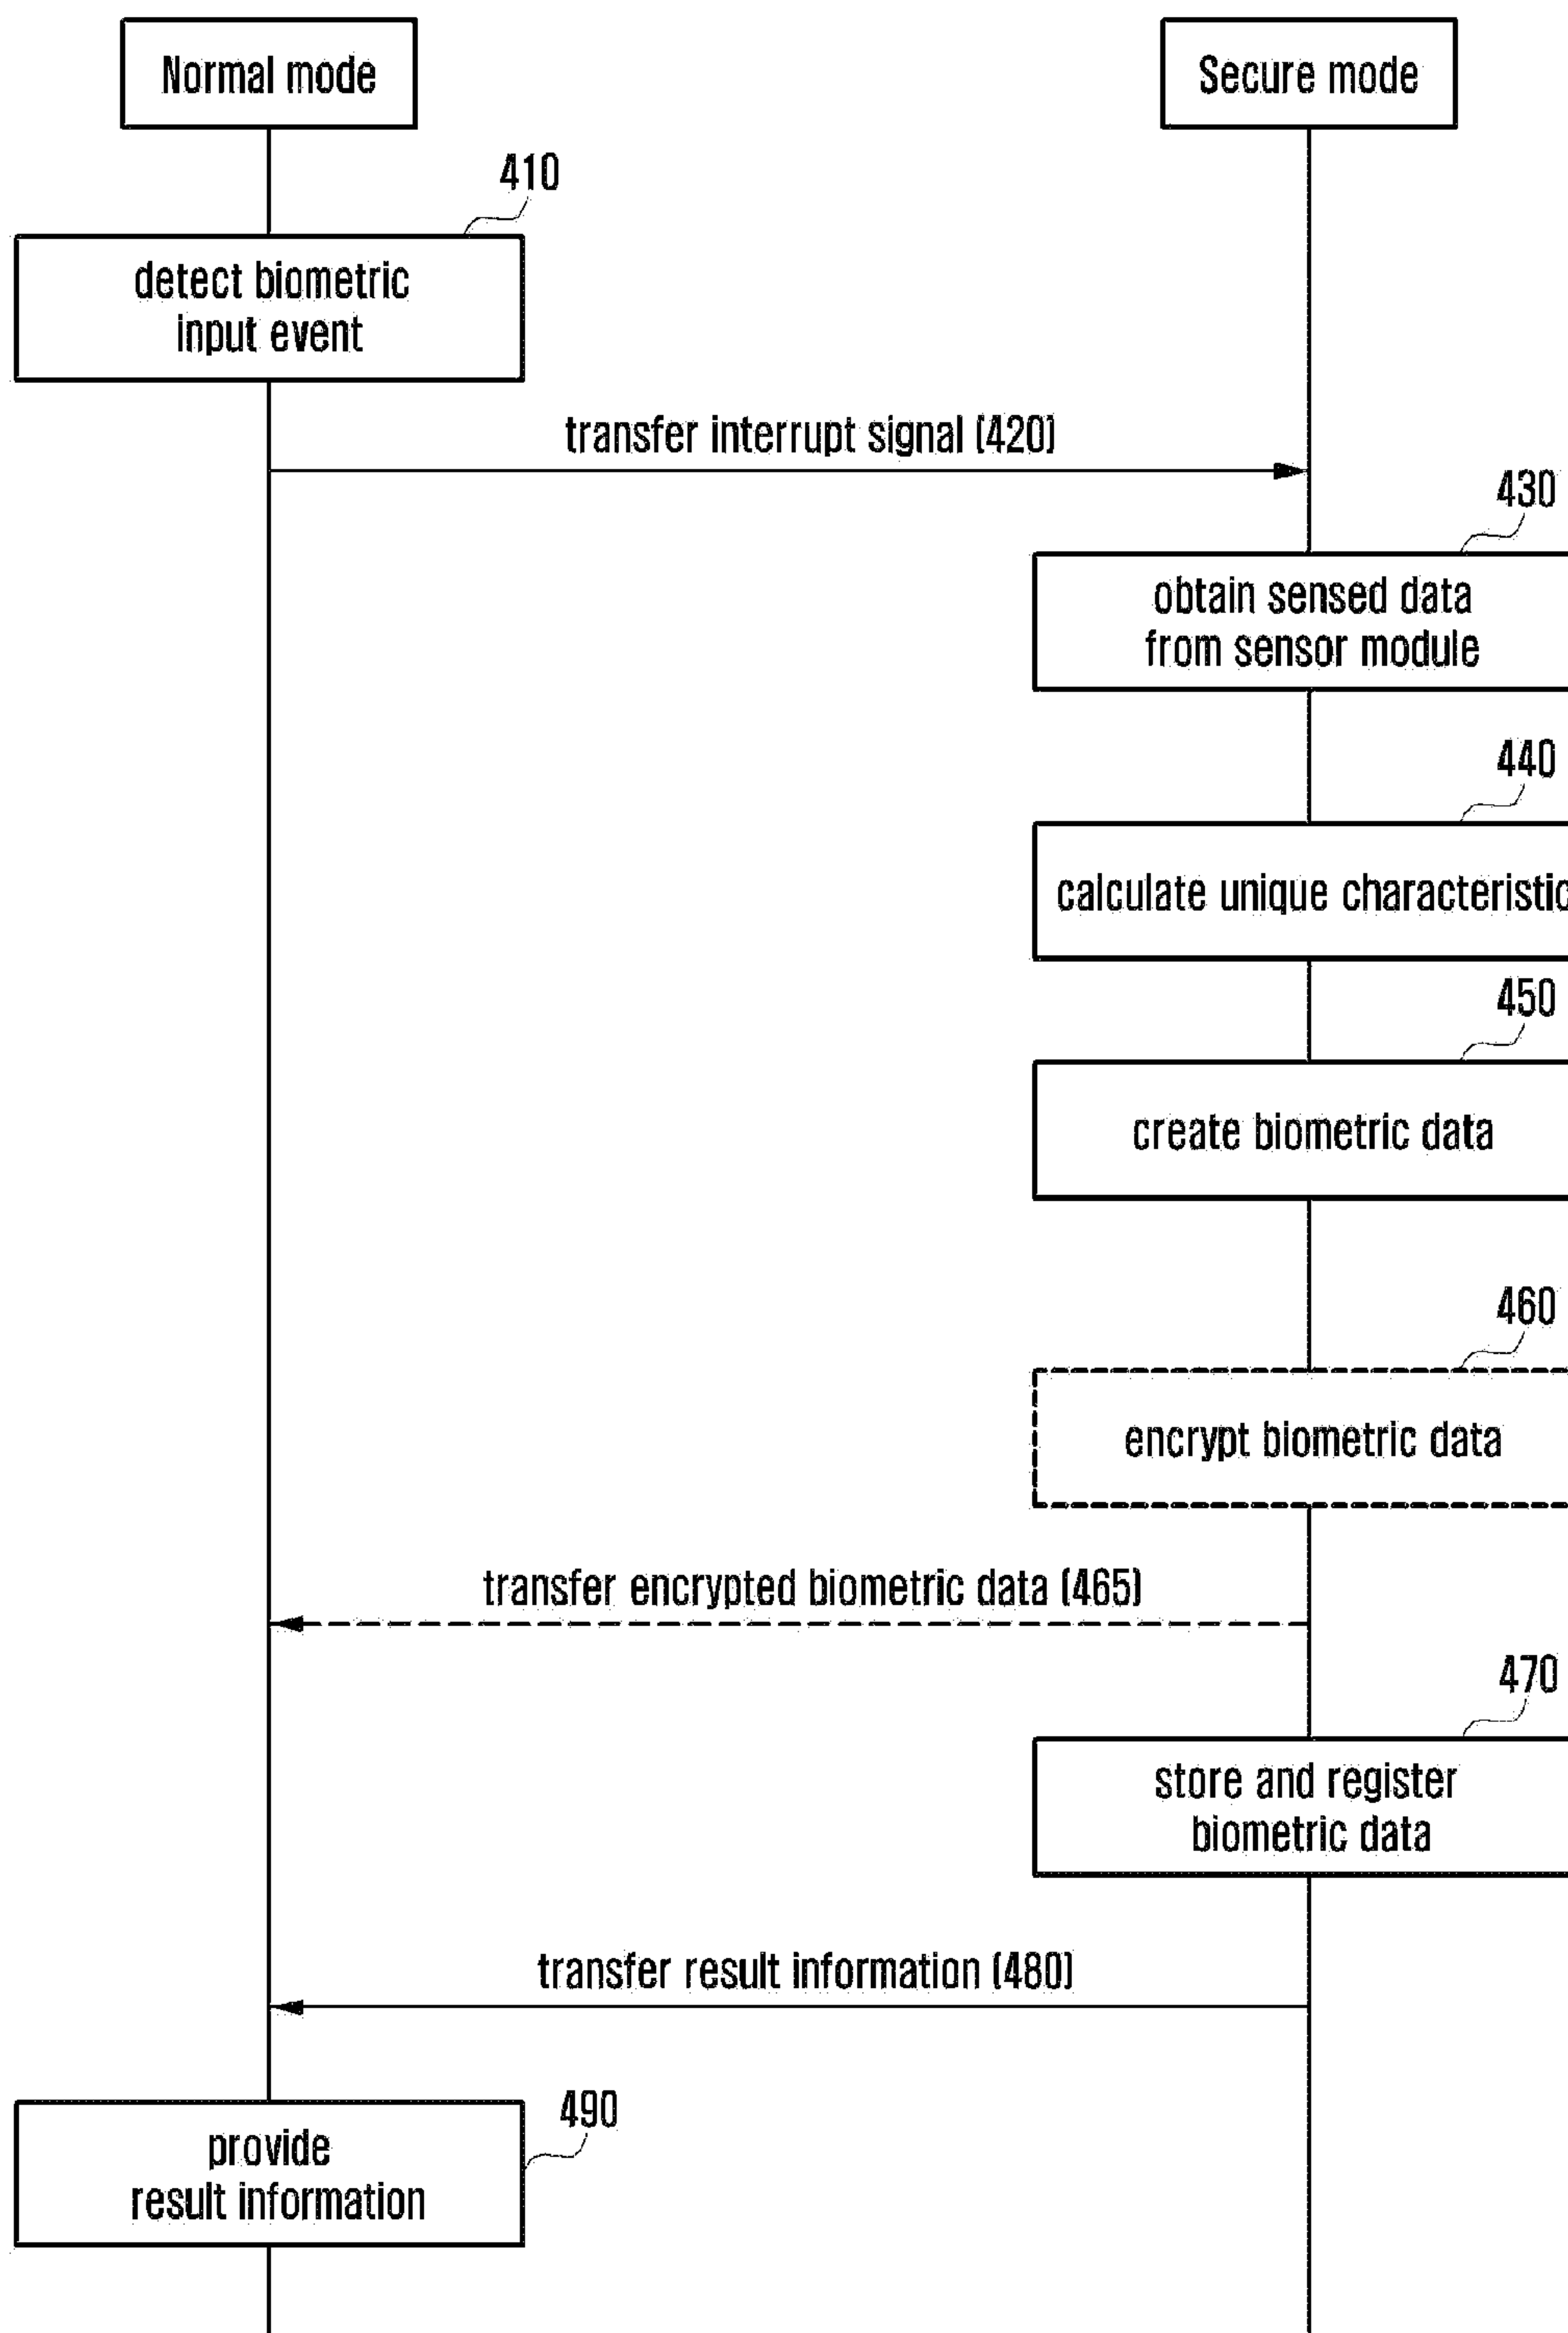 Normal mode
Secure mode
410
detect biometric
input event
transfer interrupt signal (420)
430
obtain sensed data
from sensor module
440
calculate unique characteristic
450
create biometric data
460
encrypt biometric data
transfer encrypted biometric data (465)
470
store and register
biometric data
transfer result information (480)
490
provide
result information